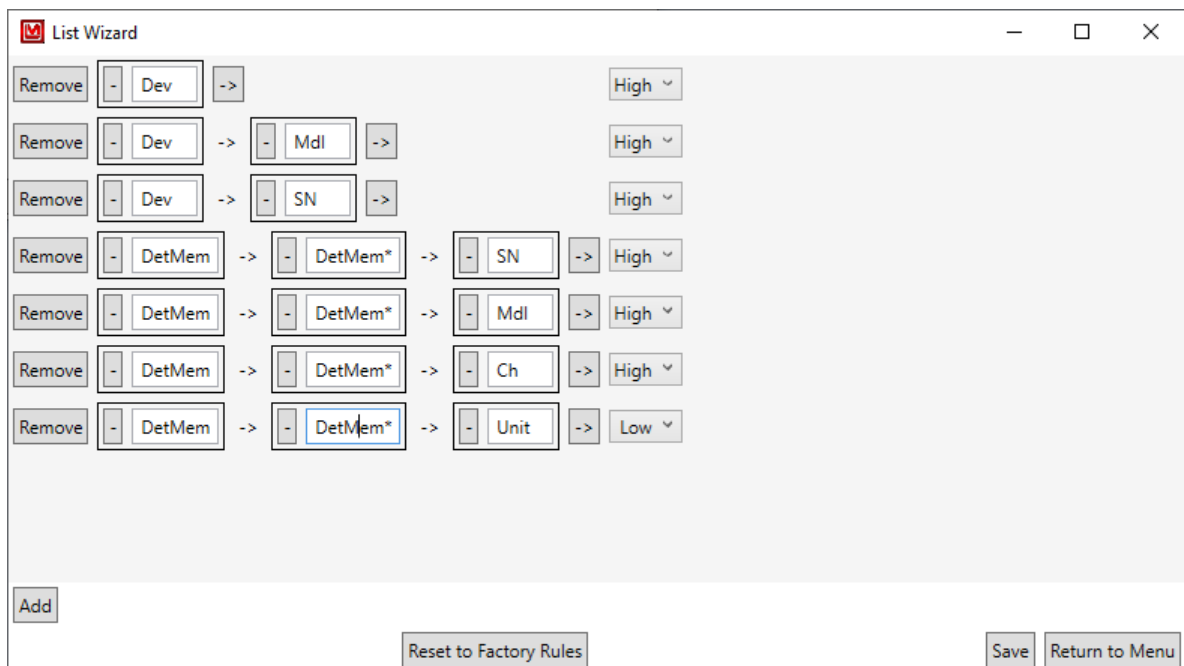 List Wizard
Remove - Dev -> High
Remove - Dev -> - Mdl -> High
Remove - Dev -> - SN -> High
Remove - DetMem -> - DetMem* -> - SN -> High
Remove - DetMem -> - DetMem* -> - Mdl -> High
Remove - DetMem -> - DetMem* -> - Ch -> High
Remove - DetMem -> - DetMem* -> - Unit -> Low
Add
Reset to Factory Rules Save Return to Menu